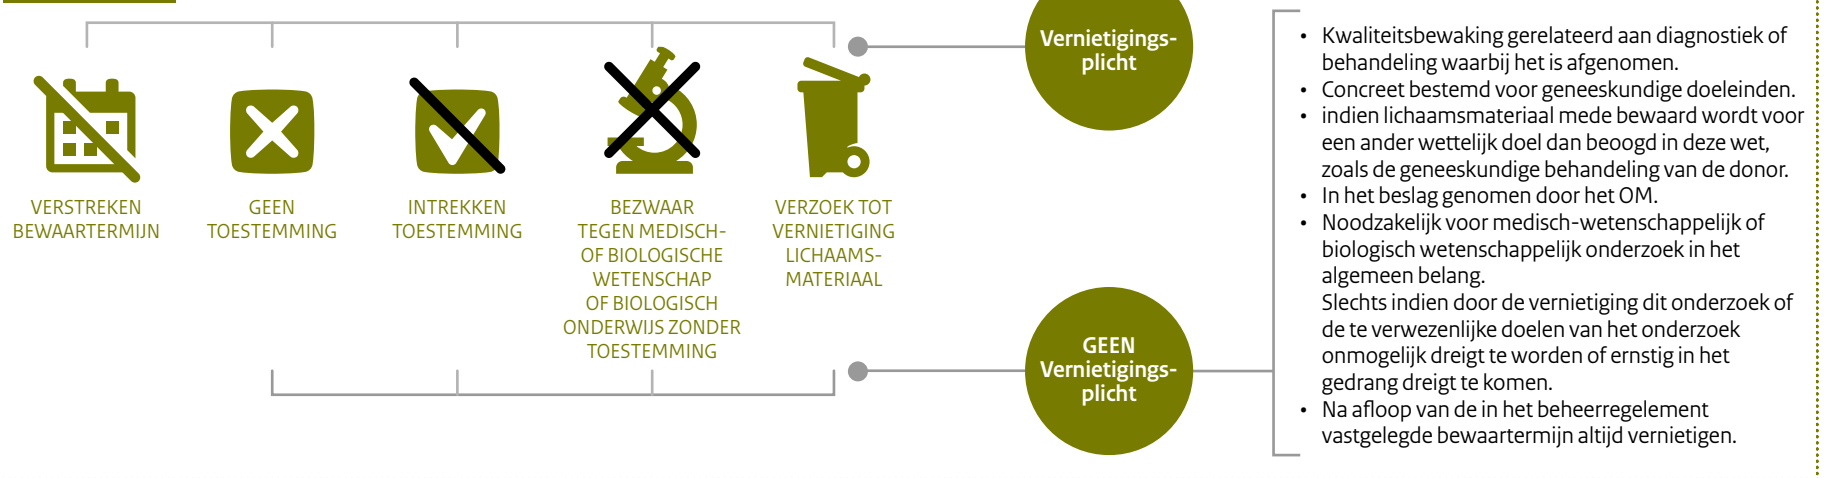 VERSTREKEN
BEWAARTERMIJN
GEEN
TOESTEMMING
INTREKKEN
TOESTEMMING
BEZWAAR
TEGEN MEDISCH-
OF BIOLOGISCHE
WETENSCHAP
OF BIOLOGISCH
ONDERWIJS ZONDER
TOESTEMMING
VERZOEK TOT
VERNIETIGING
LICHAAMS-
MATERIAAL
Vernietigings-
plicht
GEEN
Vernietigings-
plicht
• Kwaliteitsbewaking gerelateerd aan diagnostiek of
behandeling waarbij het is afgenomen.
• Concreet bestemd voor geneeskundige doeleinden.
• indien lichaamsmateriaal mede bewaard wordt voor
een ander wettelijk doel dan beoogd in deze wet,
zoals de geneeskundige behandeling van de donor.
• In het beslag genomen door het OM.
• Noodzakelijk voor medisch-wetenschappelijk of
biologisch wetenschappelijk onderzoek in het
algemeen belang.
Slechts indien door de vernietiging dit onderzoek of
de te verwezenlijke doelen van het onderzoek
onmogelijk dreigt te worden of ernstig in het
gedrang dreigt te komen.
• Na afloop van de in het beheerregelement
vastgelegde bewaartermijn altijd vernietigen.